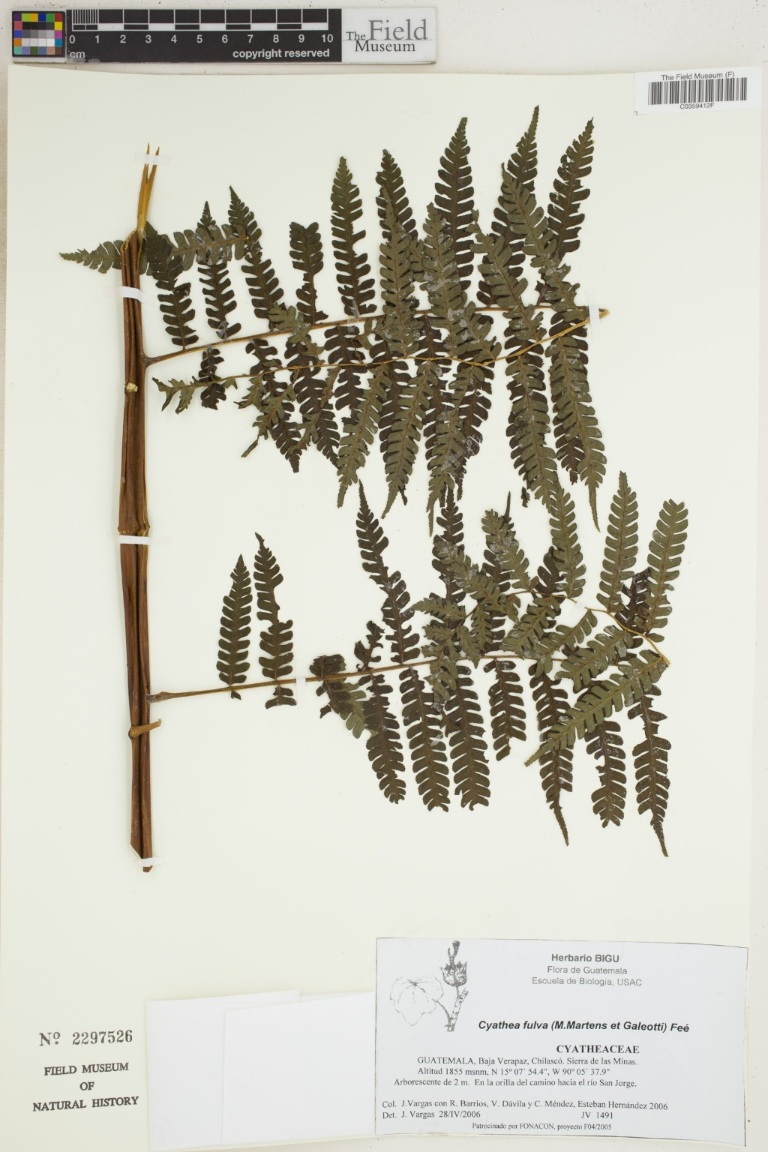 0 1 2 3 4 5 6 7 8 9 10
cm
copyright reserved
The Field
Museum
The Field Museum (F)
C0059412F
Herbario BIGU
Flora de Guatemala
Escuela de Biología, USAC
Cyathea fulva (M.Martens et Galeotti) Feé
CYATHEACEAE
GUATEMALA, Baja Verapaz, Chilascó. Sierra de las Minas.
Altitud 1855 msnm, N 15º 07´ 54.4", W 90º 05´ 37.9"
Arborescente de 2 m. En la orilla del camino hacia el río San Jorge.
Col. J.Vargas con R. Barrios, V. Dávila y C. Méndez, Esteban Hernández 2006
Det. J. Vargas 28/IV/2006 JV 1491
Patrocinado por FONACON, proyecto F04/2005
Nº 2297526
FIELD MUSEUM
OF
NATURAL HISTORY